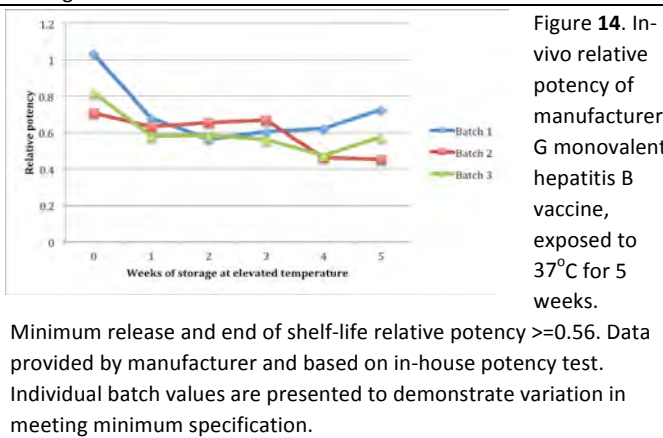 1.2
1
0.8
0.6
0.4
0.2
0
Relative potency
0 1 2 3 4 5
Weeks of storage at elevated temperature
Batch 1
Batch 2
Batch 3
Figure 14. In-
vivo relative
potency of
manufacturer
G monovalent
hepatitis B
vaccine,
exposed to
37°C for 5
weeks.
Minimum release and end of shelf-life relative potency >=0.56. Data
provided by manufacturer and based on in-house potency test.
Individual batch values are presented to demonstrate variation in
meeting minimum specification.